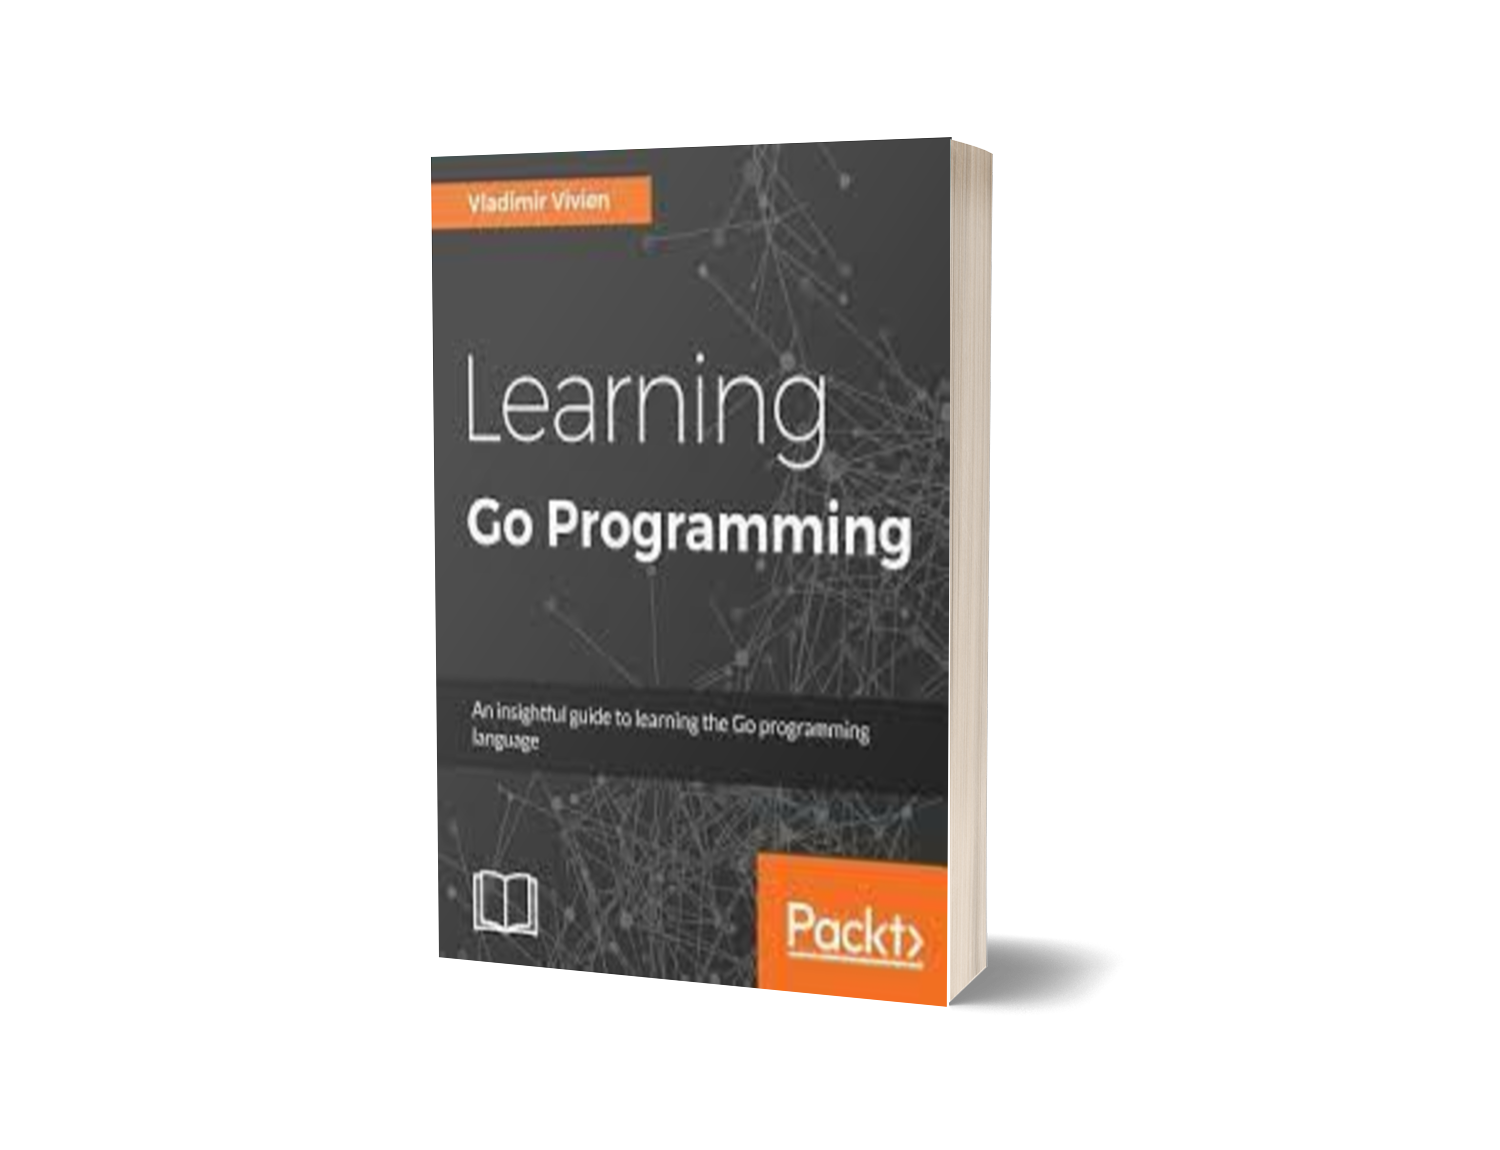 Vladimir Vivien
Learning
Go Programming
An insightful guide to learning the Go programming
language
Packt>